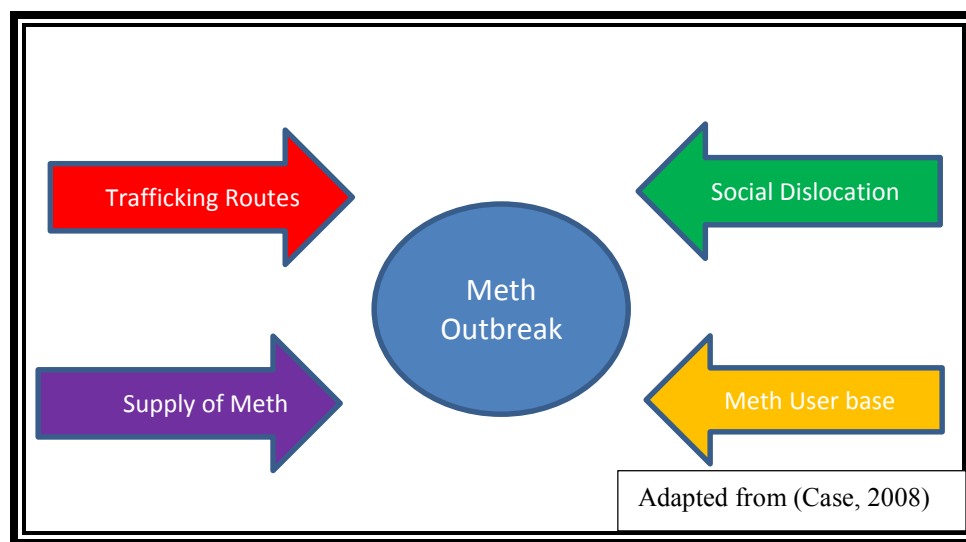 Trafficking Routes
Social Dislocation
Meth
Outbreak
Supply of Meth
Meth User base
Adapted from (Case, 2008)